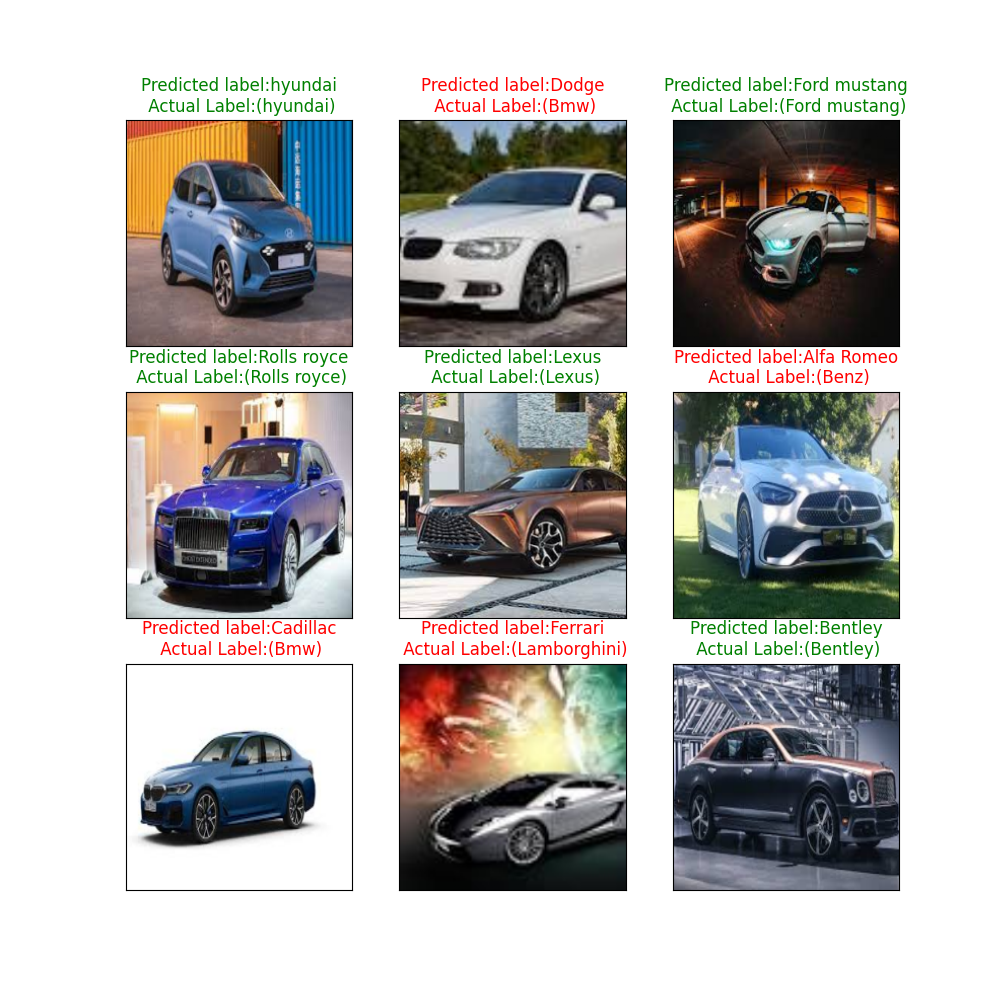 Predicted label:hyundai
Actual Label:(hyundai)
Predicted label:Dodge
Actual Label:(Bmw)
Predicted label:Ford mustang
Actual Label:(Ford mustang)
Predicted label:Rolls royce
Actual Label:(Rolls royce)
Predicted label:Lexus
Actual Label:(Lexus)
Predicted label:Alfa Romeo
Actual Label:(Benz)
GHOST EXTENDED
Predicted label:Cadillac
Actual Label:(Bmw)
Predicted label:Ferrari
Actual Label:(Lamborghini)
Predicted label:Bentley
Actual Label:(Bentley)